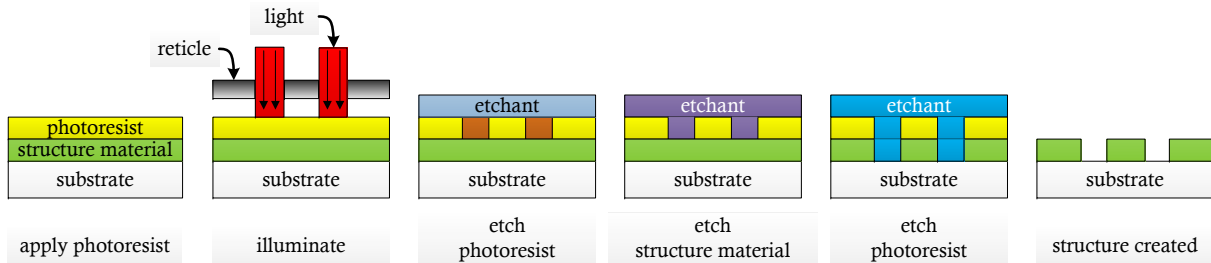 light
reticle
etchant
etchant
etchant
photoresist
structure material
substrate
substrate
substrate
substrate
substrate
substrate
apply photoresist
illuminate
etch
photoresist
etch
structure material
etch
photoresist
structure created